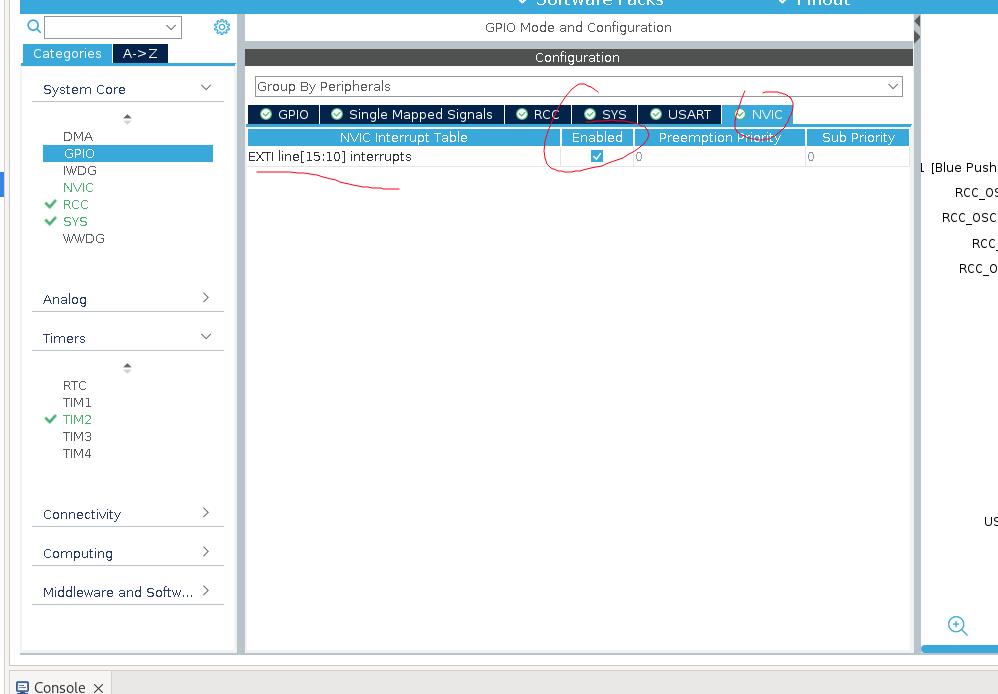 Software Packs
Pinout
GPIO Mode and Configuration
Categories
A->Z
Configuration
Group By Peripherals
System Core
GPIO
Single Mapped Signals
RCC
SYS
USART
NVIC
NVIC Interrupt Table
Enabled
Preemption Priority
Sub Priority
EXTI line[15:10] interrupts
0
0
DMA
GPIO
IWDG
NVIC
RCC
SYS
WWDG
Analog
Timers
RTC
TIM1
TIM2
TIM3
TIM4
Connectivity
Computing
Middleware and Softw...
1 [Blue Push
RCC_OS
RCC_OSC
RCC_
RCC_O
US
Console